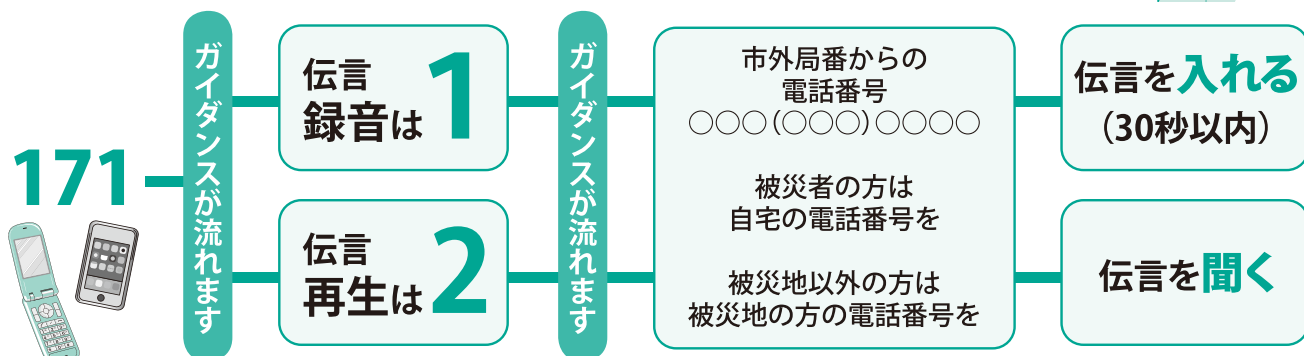 171
ガイダンスが流れます
伝言
録音は1
伝言
再生は2
ガイダンスが流れます
市外局番からの
電話番号
○○○(○○○)○○○○
被災者の方は
自宅の電話番号を
被災地以外の方は
被災地の方の電話番号を
伝言を入れる
(30秒以内)
伝言を聞く